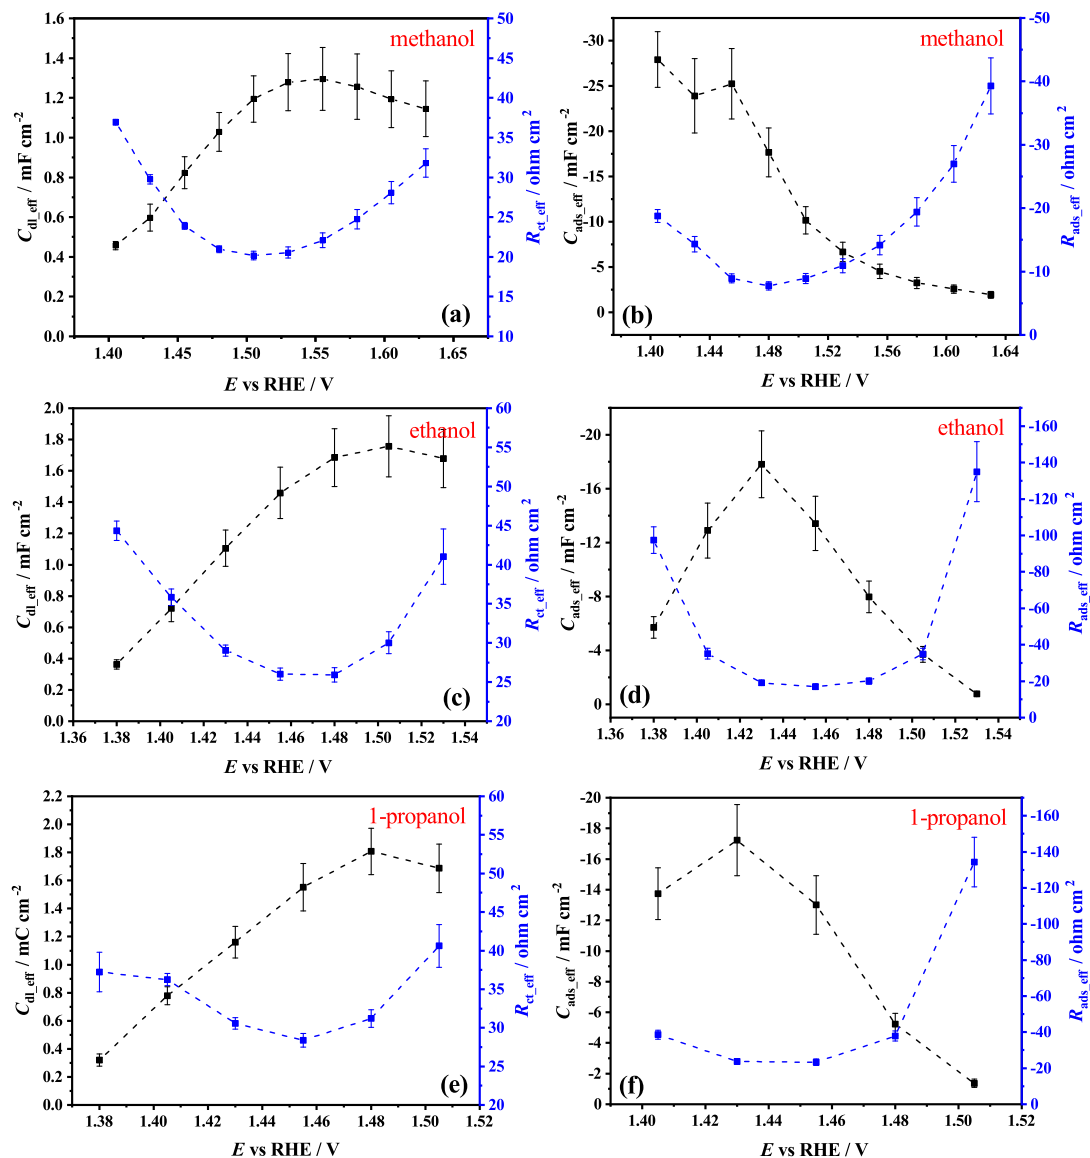 methanol
C_dl_eff / mF cm⁻²
1.6
1.4
1.2
1.0
0.8
0.6
0.4
0.2
0.0
50
45
40
35
30
25
20
15
10
R_ct_eff / ohm cm²
(a)
1.40 1.45 1.50 1.55 1.60 1.65
E vs RHE / V
methanol
C_ads_eff / mF cm⁻²
-30
-25
-20
-15
-10
-5
0
-50
-40
-30
-20
-10
0
R_ads_eff / ohm cm²
(b)
1.40 1.44 1.48 1.52 1.56 1.60 1.64
E vs RHE / V
ethanol
C_dl_eff / mF cm⁻²
2.0
1.8
1.6
1.4
1.2
1.0
0.8
0.6
0.4
0.2
0.0
60
55
50
45
40
35
30
25
20
R_ct_eff / ohm cm²
(c)
1.36 1.38 1.40 1.42 1.44 1.46 1.48 1.50 1.52 1.54
E vs RHE / V
ethanol
C_ads_eff / mF cm⁻²
-20
-16
-12
-8
-4
0
-160
-140
-120
-100
-80
-60
-40
-20
0
R_ads_eff / ohm cm²
(d)
1.36 1.38 1.40 1.42 1.44 1.46 1.48 1.50 1.52 1.54
E vs RHE / V
1-propanol
C_dl_eff / mC cm⁻²
2.2
2.0
1.8
1.6
1.4
1.2
1.0
0.8
0.6
0.4
0.2
0.0
60
55
50
45
40
35
30
25
20
R_ct_eff / ohm cm²
(e)
1.38 1.40 1.42 1.44 1.46 1.48 1.50 1.52
E vs RHE / V
1-propanol
C_ads_eff / mF cm⁻²
-20
-18
-16
-14
-12
-10
-8
-6
-4
-2
0
-160
-140
-120
-100
-80
-60
-40
-20
0
R_ads_eff / ohm cm²
(f)
1.40 1.42 1.44 1.46 1.48 1.50 1.52
E vs RHE / V